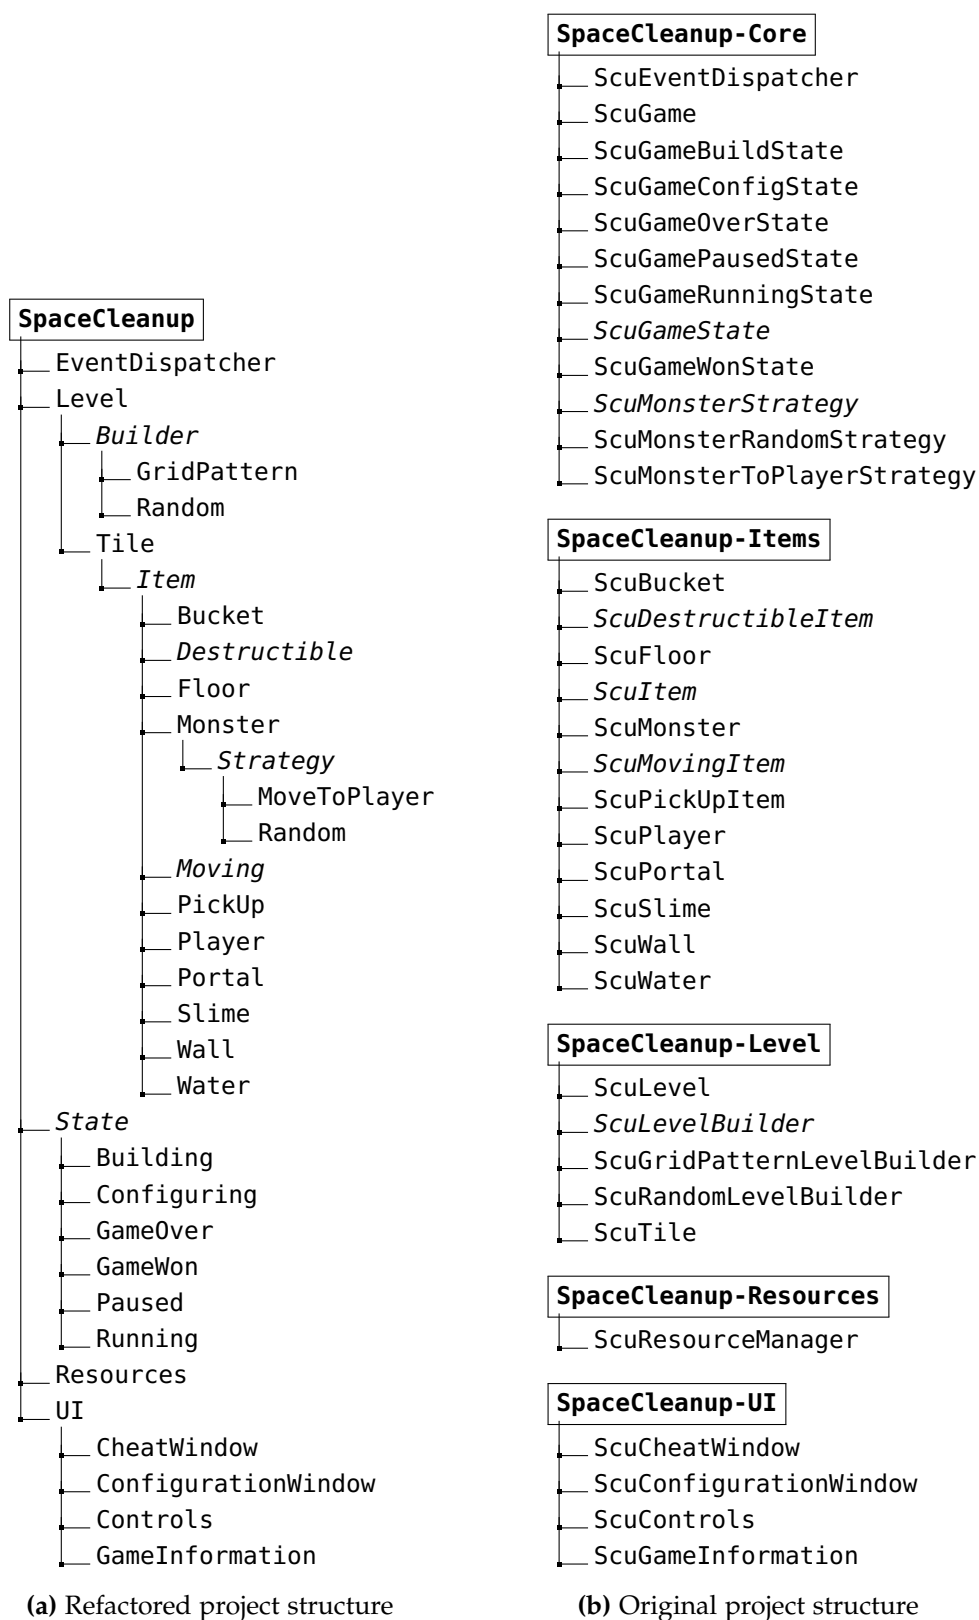 SpaceCleanup
EventDispatcher
Level
Builder
GridPattern
Random
Tile
Item
Bucket
Destructible
Floor
Monster
Strategy
MoveToPlayer
Random
Moving
PickUp
Player
Portal
Slime
Wall
Water
State
Building
Configuring
GameOver
GameWon
Paused
Running
Resources
UI
CheatWindow
ConfigurationWindow
Controls
GameInformation
(a) Refactored project structure
SpaceCleanup-Core
ScuEventDispatcher
ScuGame
ScuGameBuildState
ScuGameConfigState
ScuGameOverState
ScuGamePausedState
ScuGameRunningState
ScuGameState
ScuGameWonState
ScuMonsterStrategy
ScuMonsterRandomStrategy
ScuMonsterToPlayerStrategy
SpaceCleanup-Items
ScuBucket
ScuDestructibleItem
ScuFloor
ScuItem
ScuMonster
ScuMovingItem
ScuPickUpItem
ScuPlayer
ScuPortal
ScuSlime
ScuWall
ScuWater
SpaceCleanup-Level
ScuLevel
ScuLevelBuilder
ScuGridPatternLevelBuilder
ScuRandomLevelBuilder
ScuTile
SpaceCleanup-Resources
ScuResourceManager
SpaceCleanup-UI
ScuCheatWindow
ScuConfigurationWindow
ScuControls
ScuGameInformation
(b) Original project structure